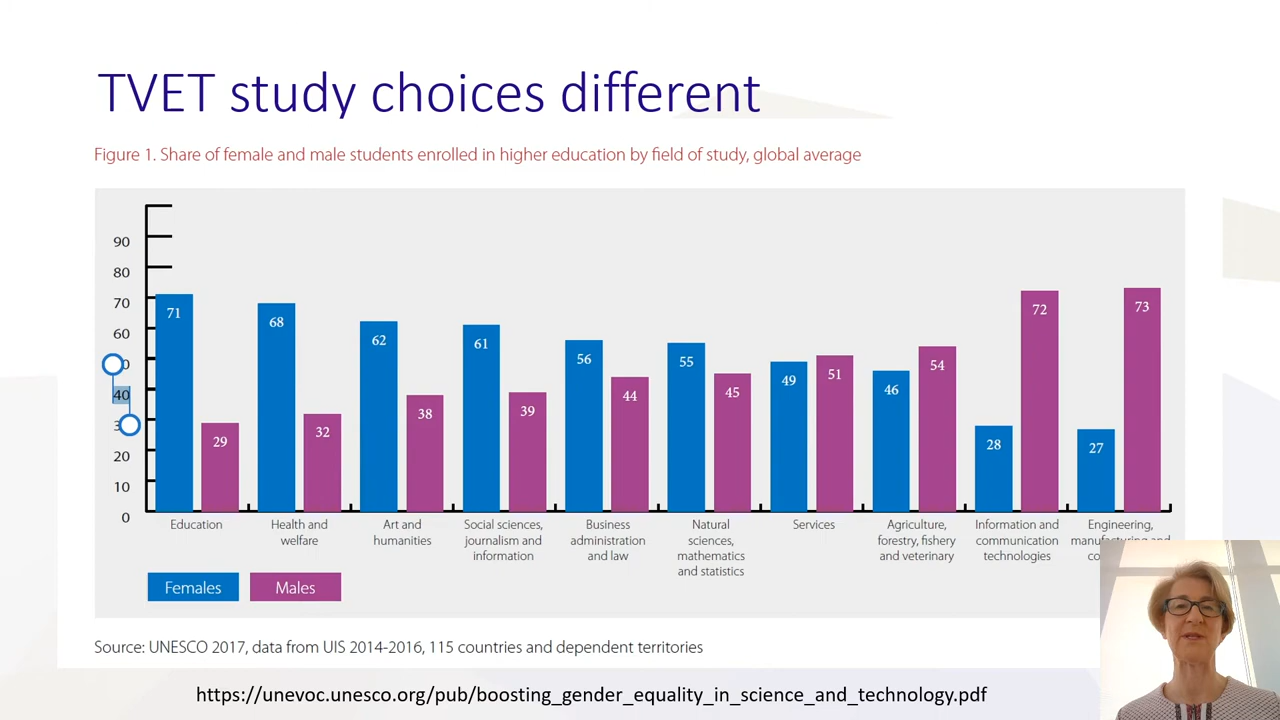 TVET study choices different
Figure 1. Share of female and male students enrolled in higher education by field of study, global average
90
80
70
60
40
20
10
0
71
29
68
32
62
38
61
39
56
44
55
45
49
51
46
54
28
72
27
73
Education
Health and
welfare
Art and
humanities
Social sciences,
journalism and
information
Business
administration
and law
Natural
sciences,
mathematics
and statistics
Services
Agriculture,
forestry, fishery
and veterinary
Information and
communication
technologies
Engineering,
and
Females
Males
Source: UNESCO 2017, data from UIS 2014-2016, 115 countries and dependent territories
https://unevoc.unesco.org/pub/boosting_gender_equality_in_science_and_technology.pdf